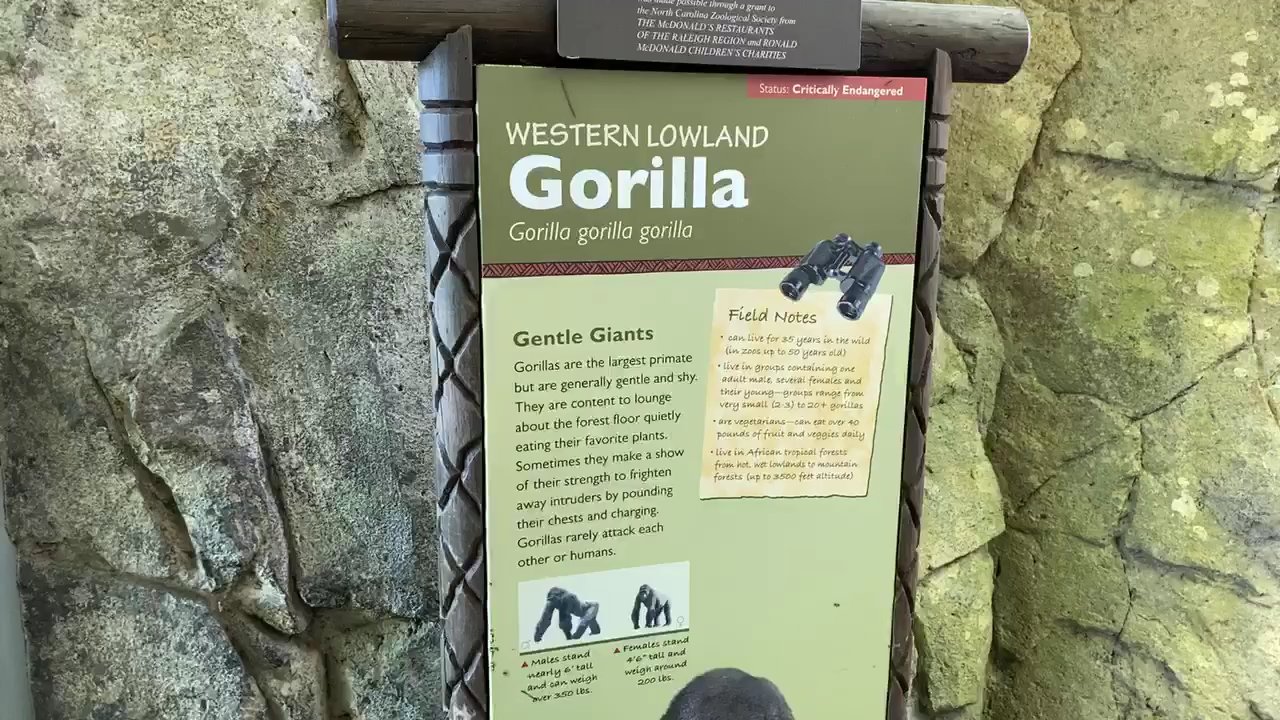 was made possible through a grant to
the North Carolina Zoological Society from
THE McDONALD'S RESTAURANTS
OF THE RALEIGH REGION and RONALD
McDONALD CHILDREN'S CHARITIES
Status: Critically Endangered
WESTERN LOWLAND
Gorilla
Gorilla gorilla gorilla
Gentle Giants
Gorillas are the largest primate
but are generally gentle and shy.
They are content to lounge
about the forest floor quietly
eating their favorite plants.
Sometimes they make a show
of their strength to frighten
away intruders by pounding
their chests and charging.
Gorillas rarely attack each
other or humans.
Field Notes
• can live for 35 years in the wild
(in zoos up to 50 years old)
• live in groups containing one
adult male, several females and
their young—groups range from
very small (2-3) to 20+ gorillas
• are vegetarians—can eat over 40
pounds of fruit and veggies daily
• live in African tropical forests
from hot, wet lowlands to mountain
forests (up to 3500 feet altitude)
▲ Males stand
nearly 6' tall
and can weigh
over 350 lbs.
▲ Females stand
4'6" tall and
weigh around
200 lbs.